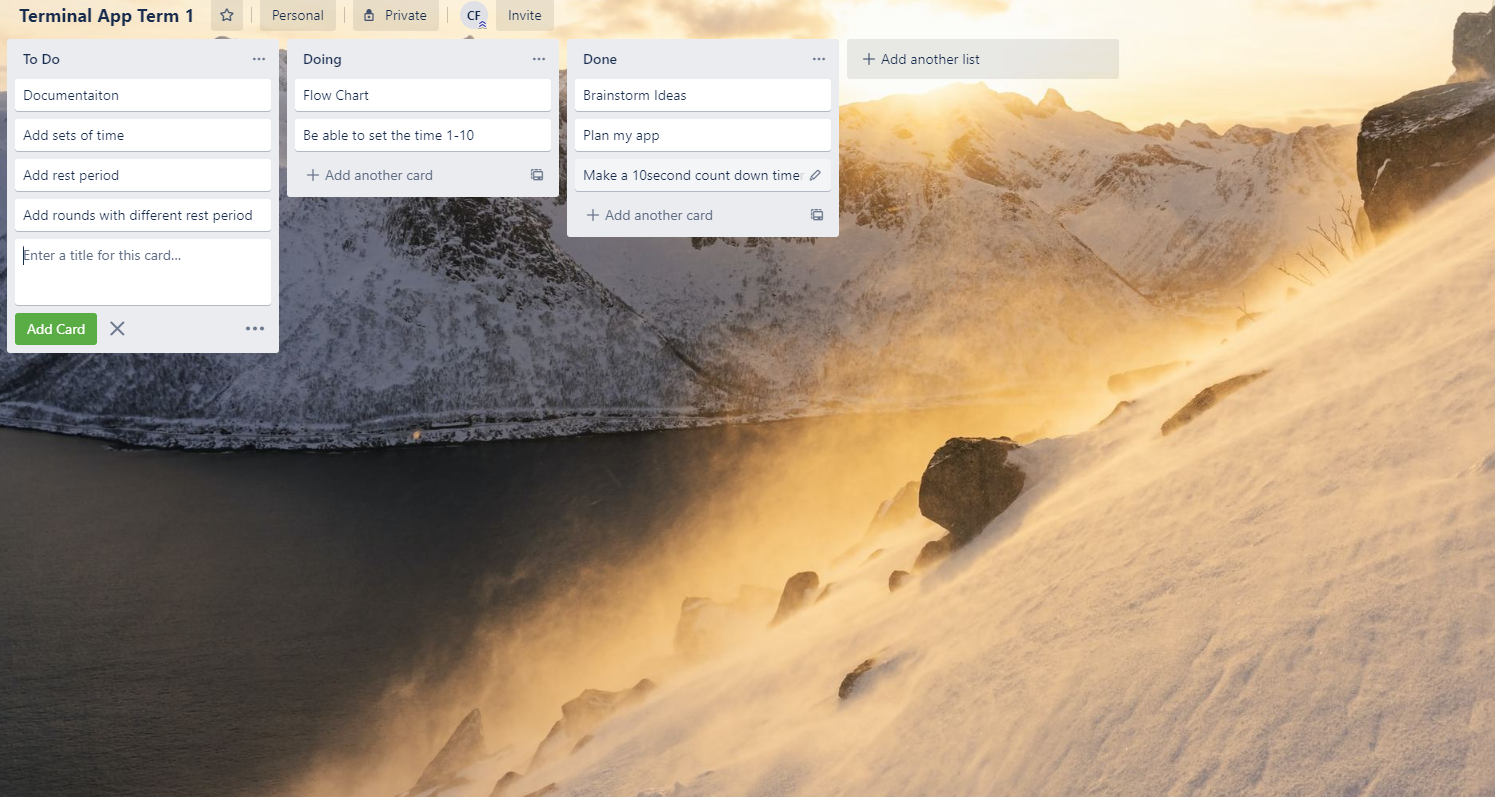 Terminal App Term 1
Personal
Private
CF
Invite
To Do
Documentaiton
Add sets of time
Add rest period
Add rounds with different rest period
Enter a title for this card...
Add Card
Doing
Flow Chart
Be able to set the time 1-10
Add another card
Done
Brainstorm Ideas
Plan my app
Make a 10second count down timer
Add another card
Add another list